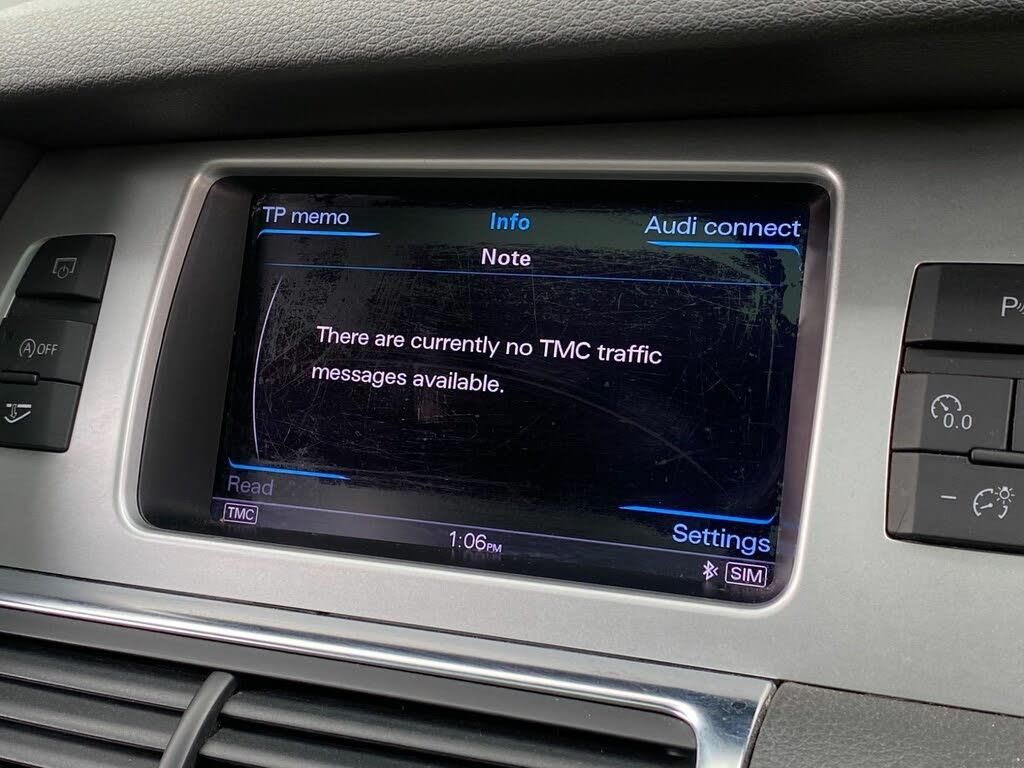 TP memo
Info
Audi connect
Note
There are currently no TMC traffic
messages available.
Read
Settings
TMC
1:06PM
SIM
A OFF
P
0.0
−